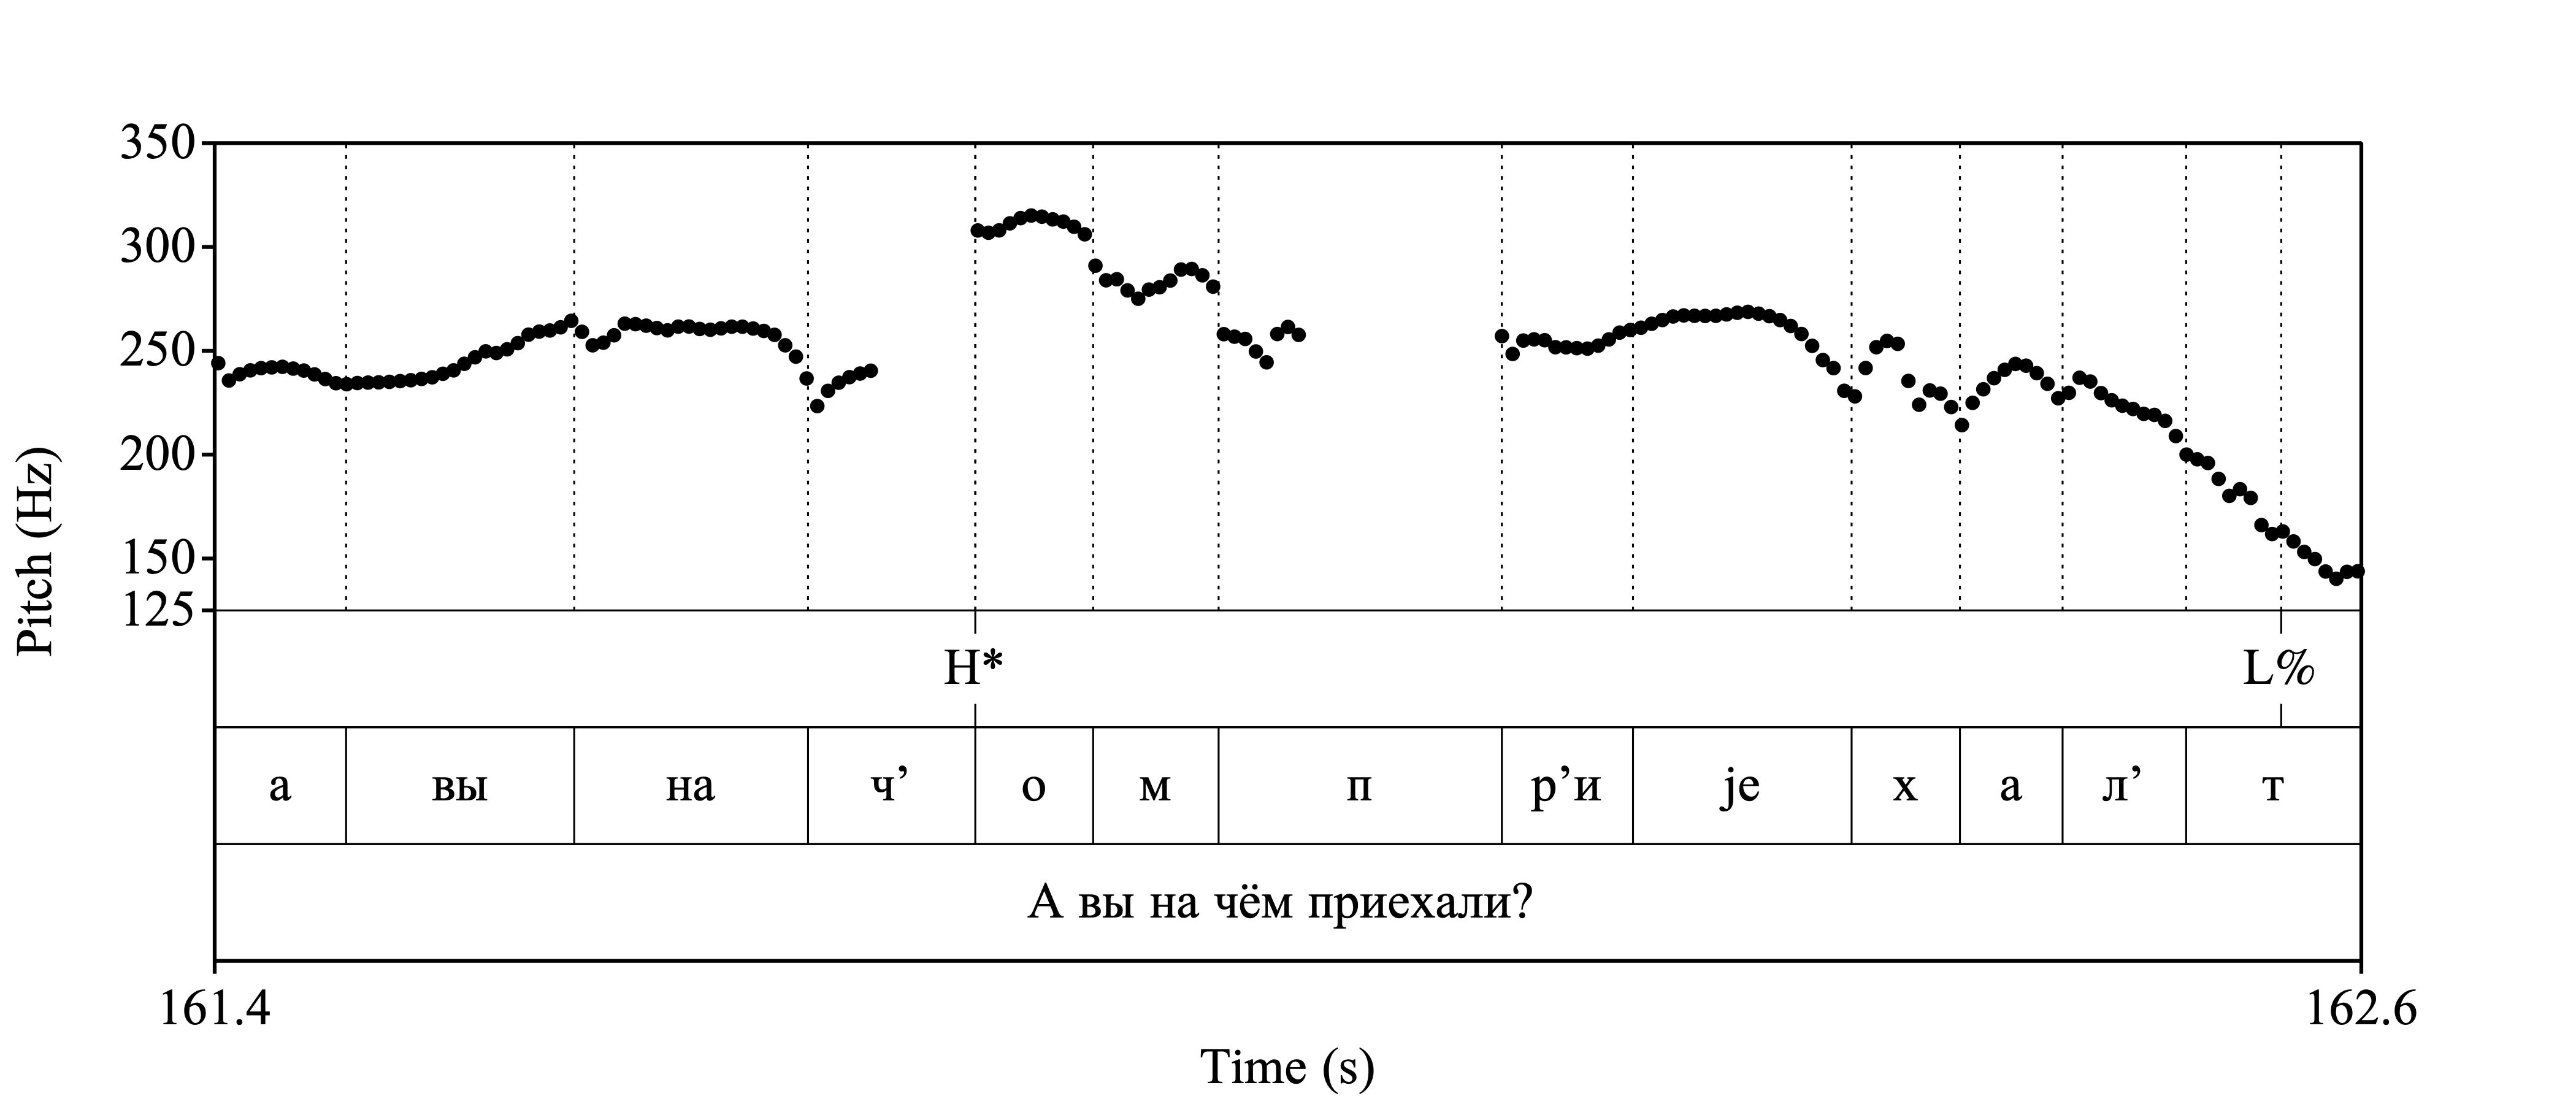 350
300
250
200
150
125
Pitch (Hz)
H* L%
а вы на ч’ о м п р’и jе х а л’ т
А вы на чём приехали?
161.4 162.6
Time (s)